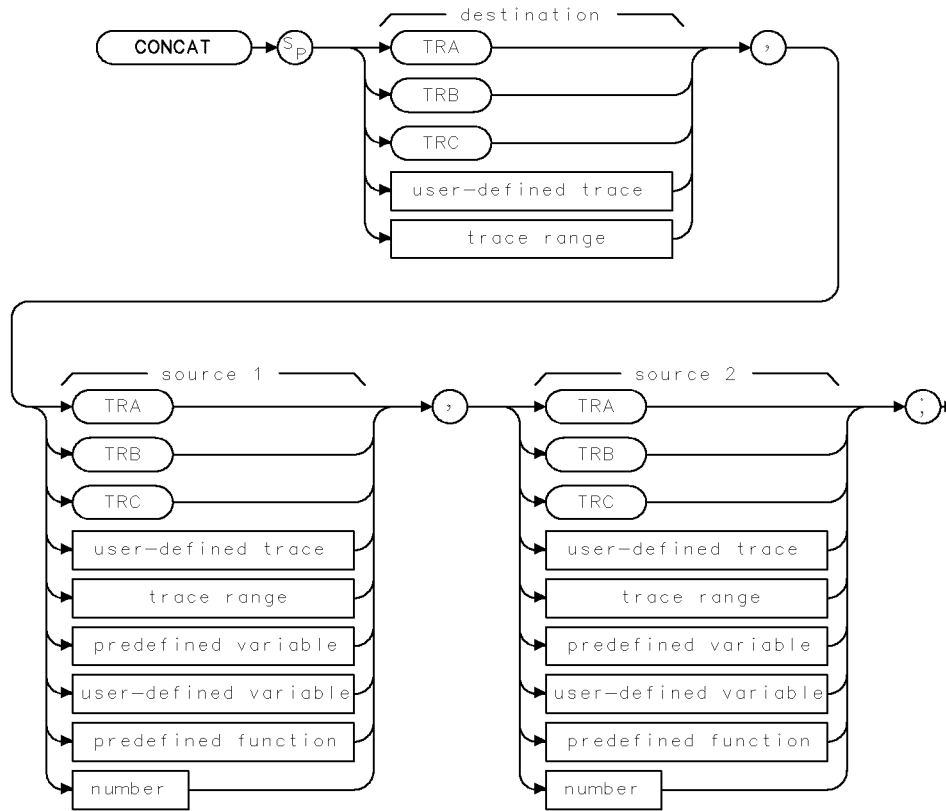 destination
CONCAT
SP
TRA
,
TRB
TRC
user-defined trace
trace range
source 1
TRA
TRB
TRC
user-defined trace
trace range
predefined variable
user-defined variable
predefined function
number
,
source 2
TRA
TRB
TRC
user-defined trace
trace range
predefined variable
user-defined variable
predefined function
number
;